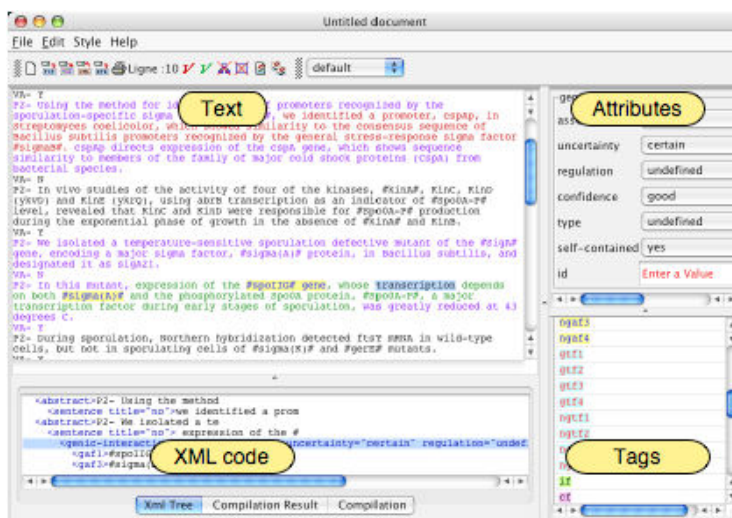 Untitled document
File Edit Style Help
Ligne :10 default
VA- Y
P2- Using the method for of promoters recognized by the
sporulation-specific sigma we identified a promoter, cspAp, in
streptomyces coelicolor, which showed similarity to the consensus sequence of
Bacillus subtilis promoters recognized by the general stress-response sigma factor
#sigmaB#. cspAp directs expression of the cspA gene, which shows sequence
similarity to members of the family of major cold shock proteins (CSPA) from
bacterial species.
VA- N
P2- In vivo studies of the activity of four of the kinases, #KinA#, KinC, KinD
(ykvD) and KinE (ykrQ), using abrB transcription as an indicator of #Spo0A~P#
level, revealed that KinC and KinD were responsible for #Spo0A~P# production
during the exponential phase of growth in the absence of #KinA# and KinB.
VA- Y
P2- We isolated a temperature-sensitive sporulation defective mutant of the #sigA#
gene, encoding a major sigma factor, #sigma(A)# protein, in Bacillus subtilis, and
designated it as sigA21.
VA- N
P2- In this mutant, expression of the #spoIIG# gene, whose transcription depends
on both #sigma(A)# and the phosphorylated Spo0A protein, #Spo0A~P#, a major
transcription factor during early stages of sporulation, was greatly reduced at 43
degrees C.
VA- Y
P2- During sporulation, Northern hybridization detected ftsY mRNA in wild-type
cells, but not in sporulating cells of #sigma(K)# and #gerE# mutants.
VA- Y
Text
<abstract>P2- Using the method
<sentence title="no">we identified a prom
<abstract>P2- We isolated a te
<sentence title="no"> expression of the #
<genic-interac uncertainty="certain" regulation="undef
<gaf1>#spoIIG
<gaf3>#sigma(
XML code
Xml Tree Compilation Result Compilation
Attributes
ge
ass
uncertainty certain
regulation undefined
confidence good
type undefined
self-contained yes
id Enter a Value
ngaf3
ngaf4
gtf1
gtf2
gtf3
gtf4
ngtf1
ngtf2
if
cf
Tags